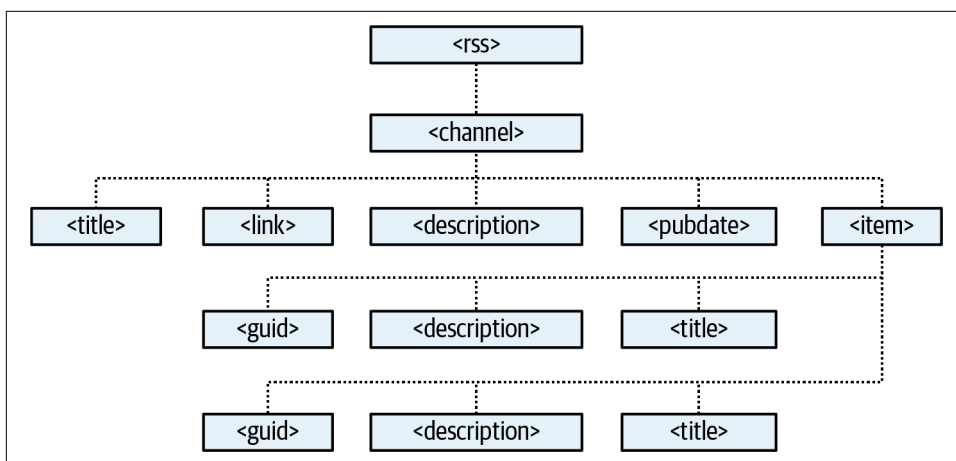 <rss>
<channel>
<title> <link> <description> <pubdate> <item>
<guid> <description> <title>
<guid> <description> <title>